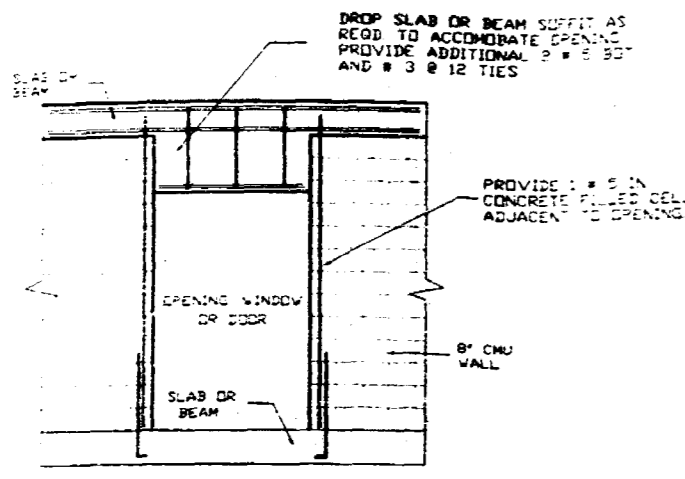 DROP SLAB OR BEAM SOFFIT AS
REQD TO ACCOMODATE OPENING
PROVIDE ADDITIONAL 2 # 5 BOT
AND # 3 @ 12 TIES
SLAB OR
BEAM
PROVIDE 1 # 5 IN
CONCRETE FILLED CELL
ADJACENT TO OPENING
OPENING WINDOW
OR DOOR
8" CMU
WALL
SLAB OR
BEAM